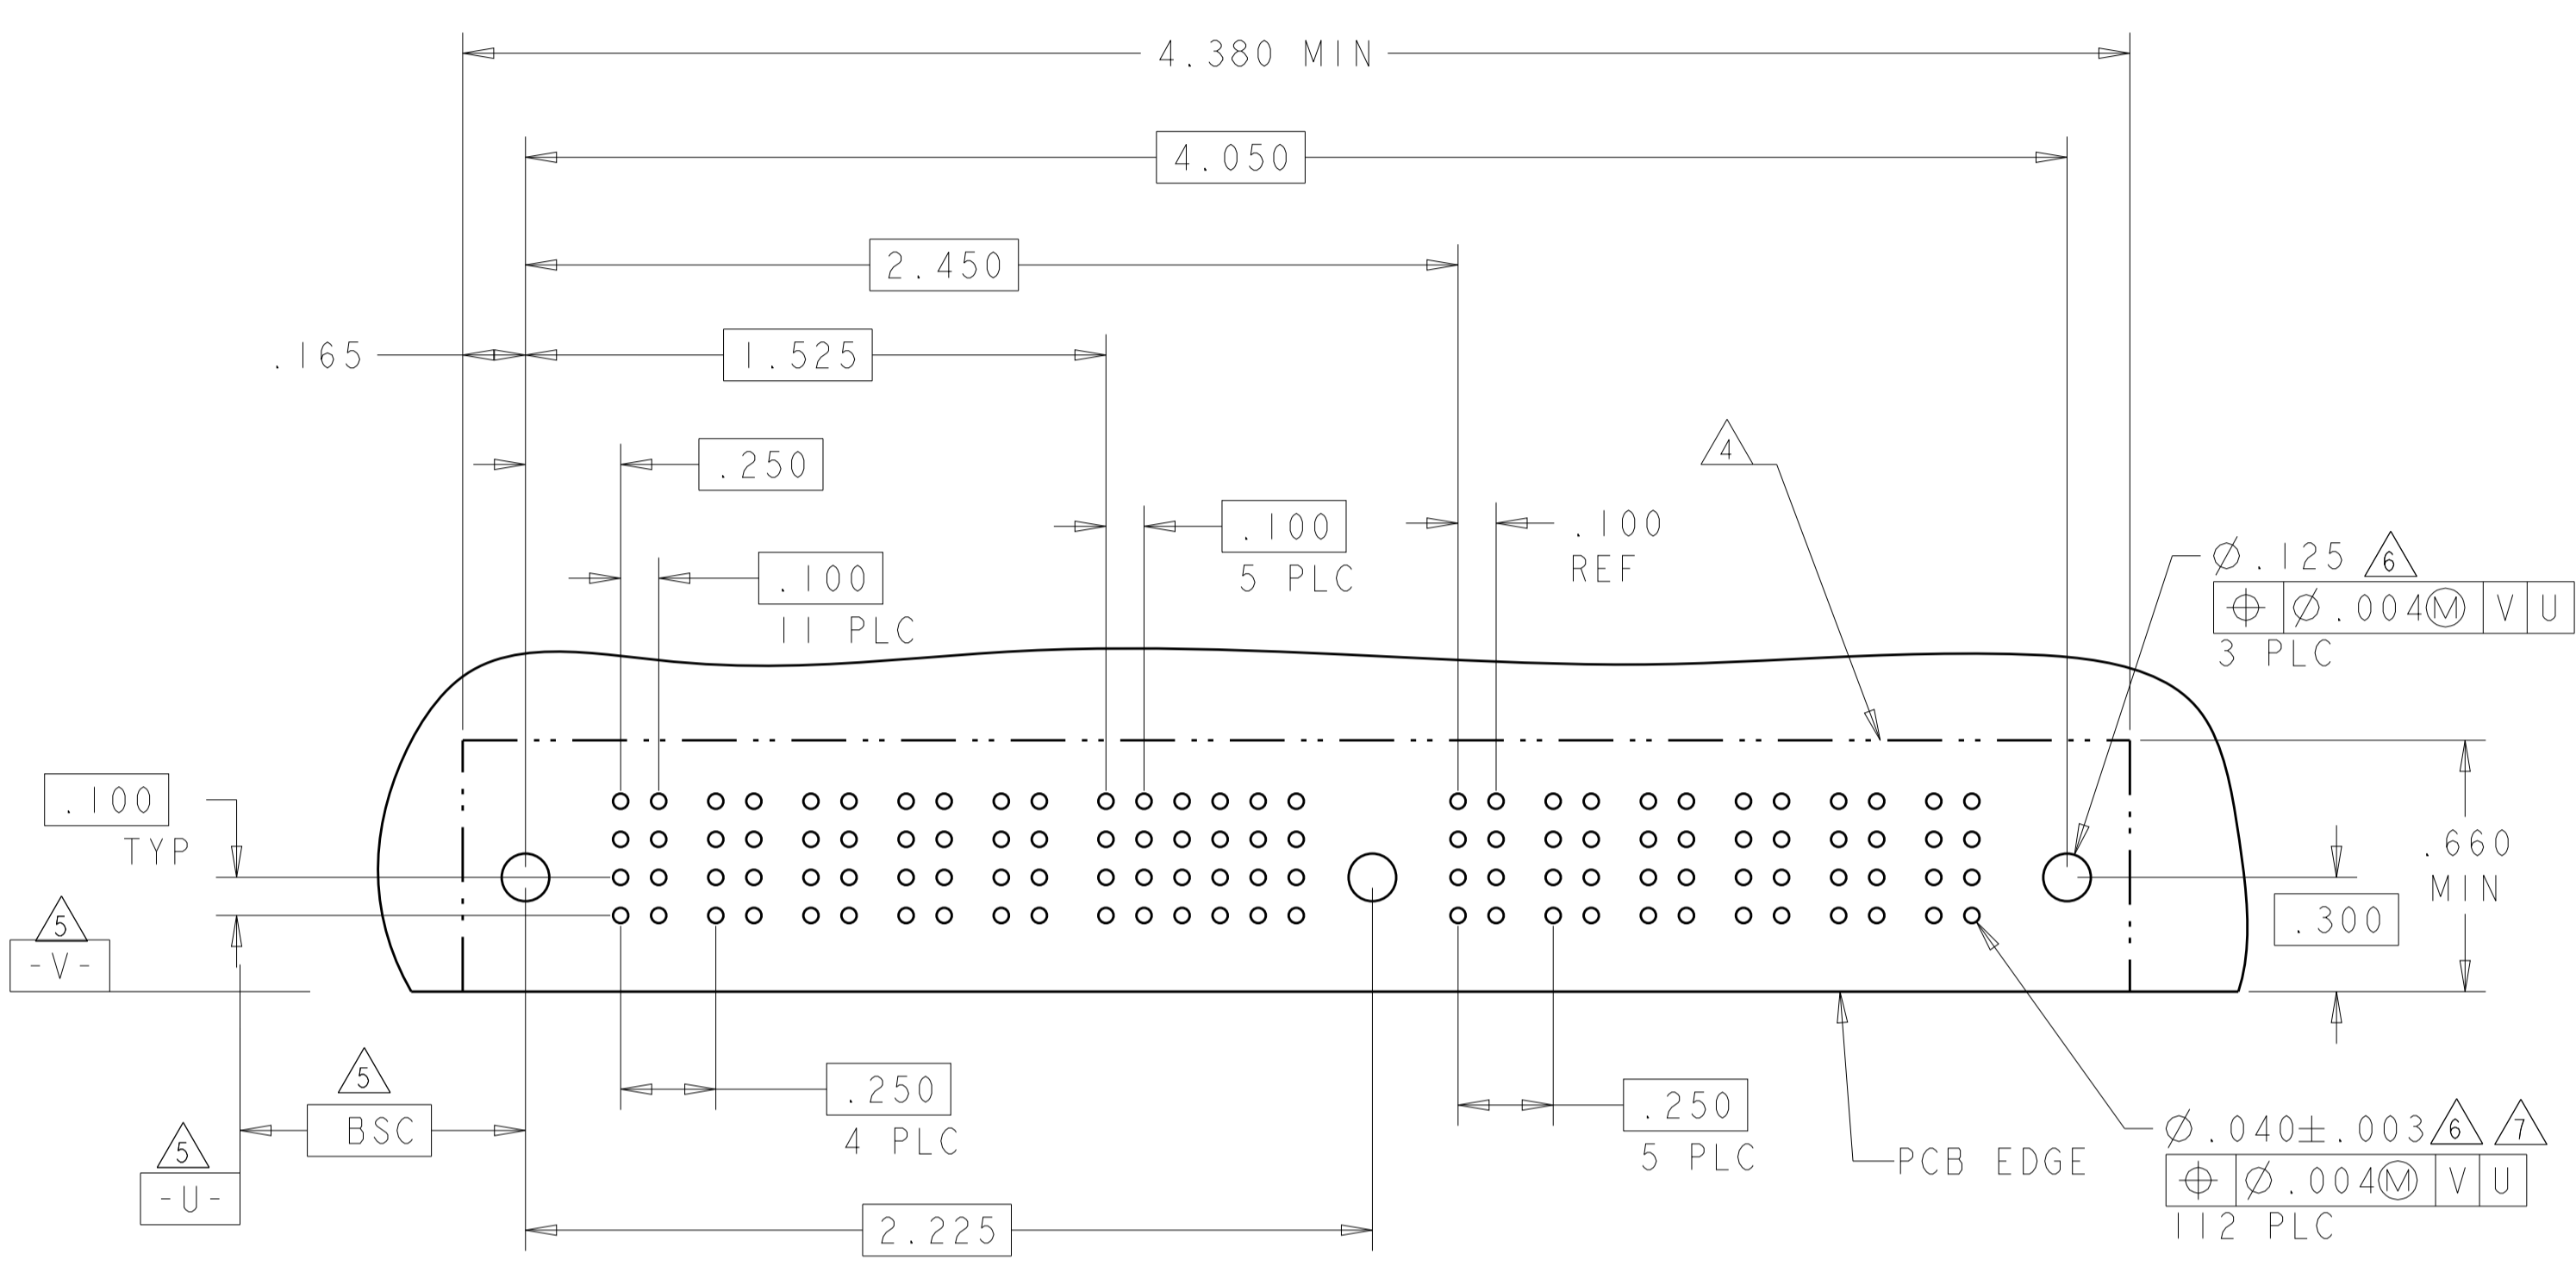 4.380 MIN
4.050
2.450
.165
1.525
.250
4
.100
5 PLC
.100
REF
.100
11 PLC
Ø.125 6
⌖ Ø.004Ⓜ V U
3 PLC
.100
TYP
.660
MIN
.300
5
-V-
5
BSC
5
-U-
.250
4 PLC
.250
5 PLC
PCB EDGE
Ø.040±.003 6 7
⌖ Ø.004Ⓜ V U
112 PLC
2.225